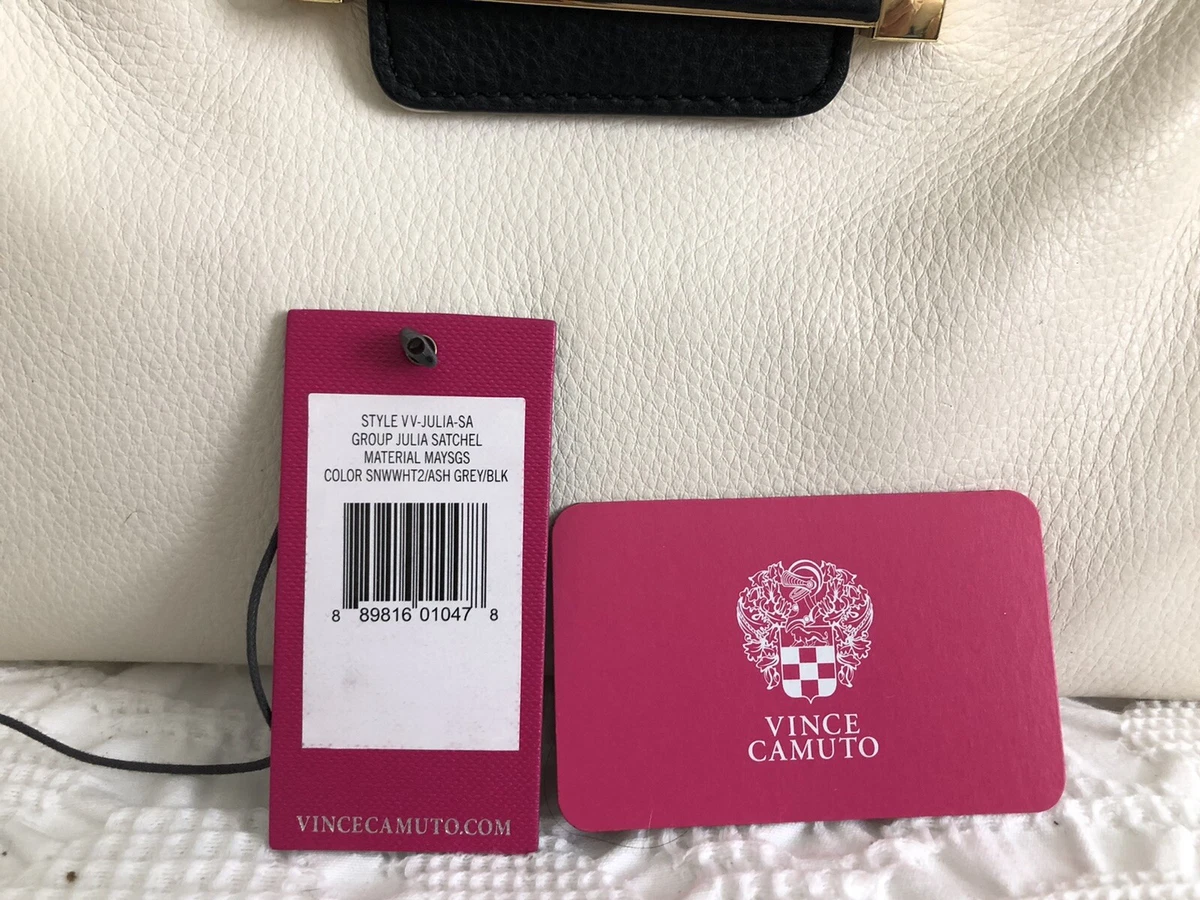 STYLE VV-JULIA-SA
GROUP JULIA SATCHEL
MATERIAL MAYSGS
COLOR SNWWHT2/ASH GREY/BLK
8 89816 01047 8
VINCECAMUTO.COM
VINCE
CAMUTO